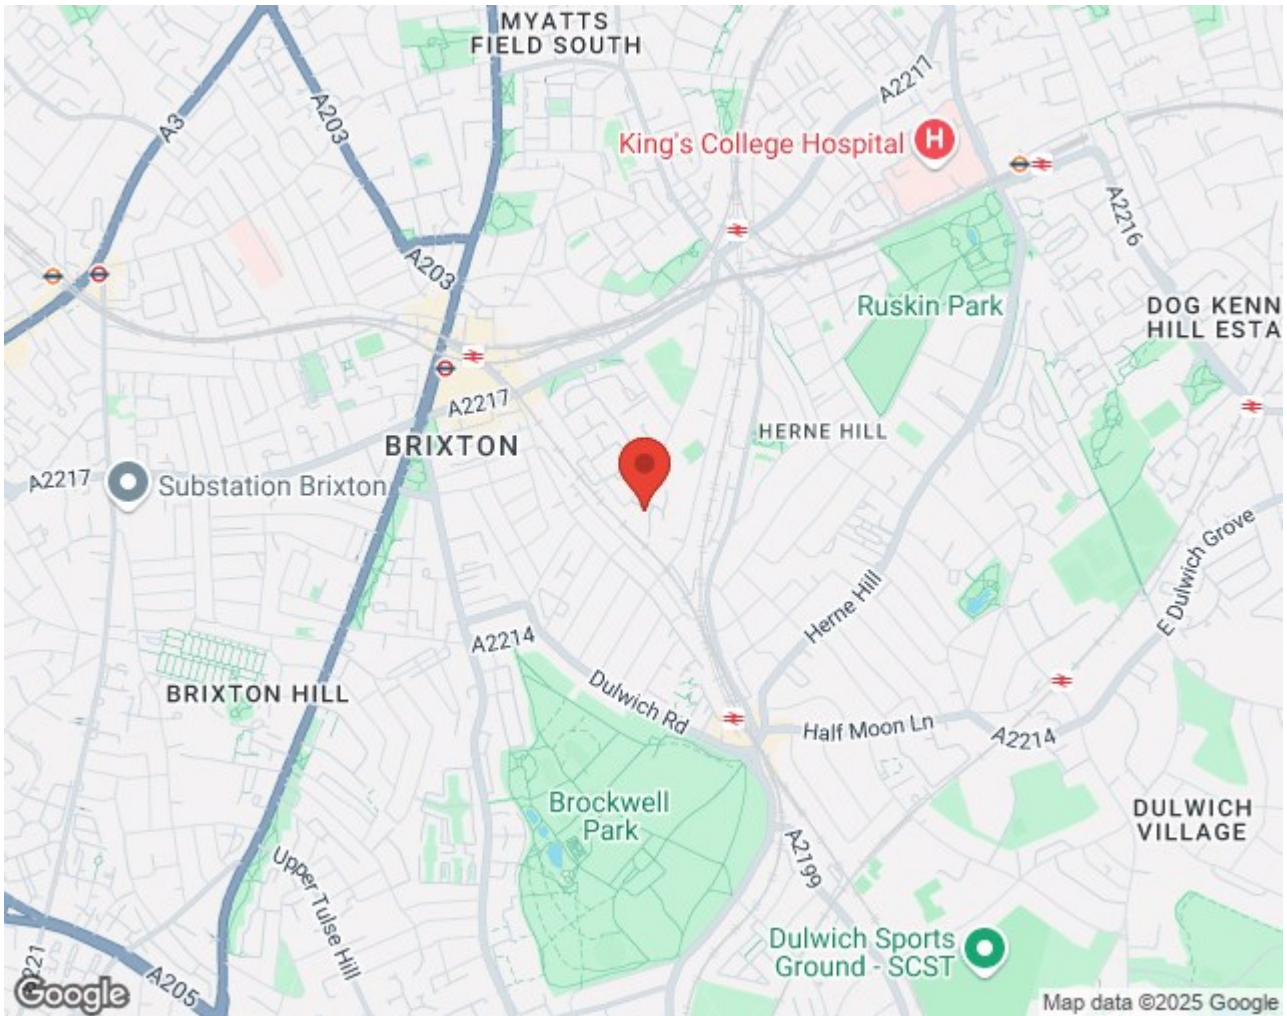 MYATTS
FIELD SOUTH
A3
A203
A2217
King's College Hospital
H
A2216
A203
Ruskin Park
DOG KENN
HILL ESTA
A2217
BRIXTON
HERNE HILL
A2217
Substation Brixton
E Dulwich Grove
Herne Hill
A2214
BRIXTON HILL
Dulwich Rd
Half Moon Ln
A2214
Brockwell
Park
DULWICH
VILLAGE
A2199
Upper Tulse Hill
Dulwich Sports
Ground - SCST
A205
Google
Map data ©2025 Google